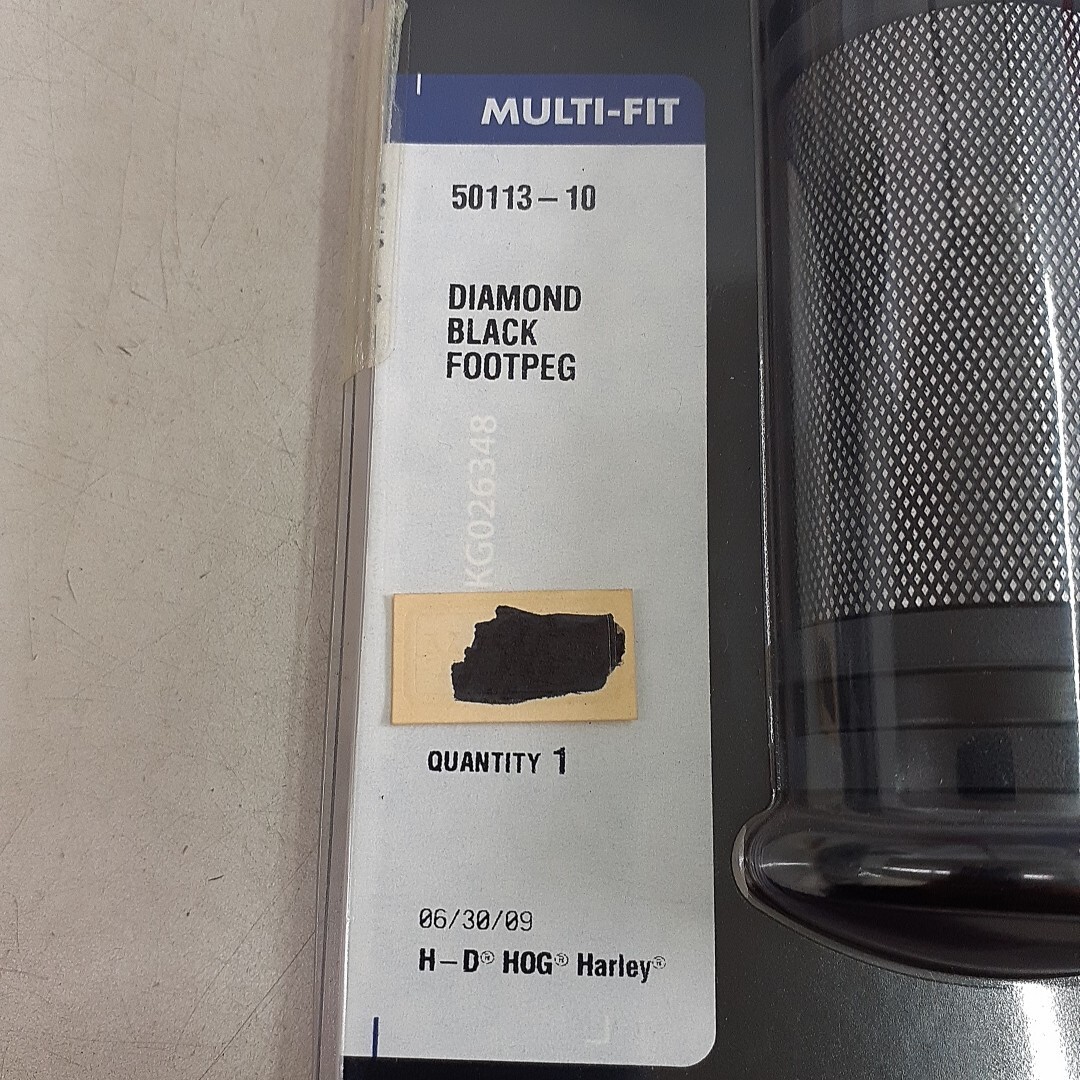 MULTI-FIT
50113-10
DIAMOND
BLACK
FOOTPEG
KG026348
QUANTITY 1
06/30/09
H-D® HOG® Harley®